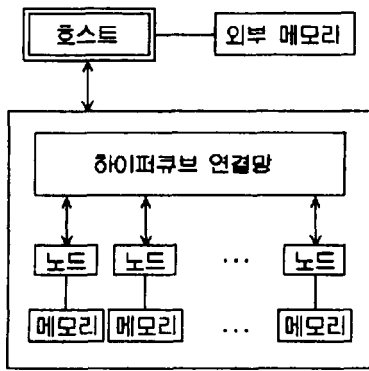 호스트 외부 메모리
하이퍼큐브 연결망
노드 노드 ... 노드
메모리 메모리 ... 메모리